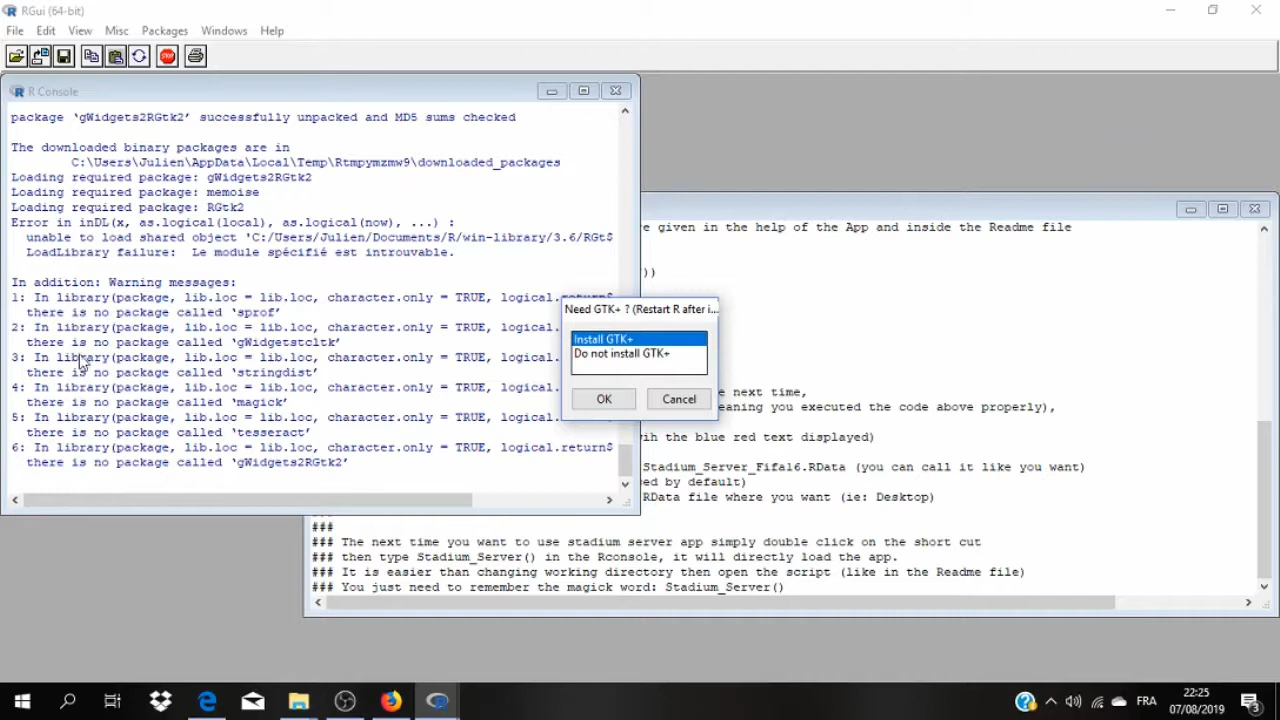 RGui (64-bit)
File Edit View Misc Packages Windows Help
STOP
R Console
package ‘gWidgets2RGtk2’ successfully unpacked and MD5 sums checked
The downloaded binary packages are in
C:\Users\Julien\AppData\Local\Temp\Rtmpymzmw9\downloaded_packages
Loading required package: gWidgets2RGtk2
Loading required package: memoise
Loading required package: RGtk2
Error in inDL(x, as.logical(local), as.logical(now), ...) :
unable to load shared object 'C:/Users/Julien/Documents/R/win-library/3.6/RGt$
LoadLibrary failure: Le module spécifié est introuvable.
In addition: Warning messages:
1: In library(package, lib.loc = lib.loc, character.only = TRUE, logical.return$
there is no package called ‘sprof’
2: In library(package, lib.loc = lib.loc, character.only = TRUE, logical.return$
there is no package called ‘gWidgetstcltk’
3: In library(package, lib.loc = lib.loc, character.only = TRUE, logical.
there is no package called ‘stringdist’
4: In library(package, lib.loc = lib.loc, character.only = TRUE, logical.
there is no package called ‘magick’
5: In library(package, lib.loc = lib.loc, character.only = TRUE, logical.
there is no package called ‘tesseract’
6: In library(package, lib.loc = lib.loc, character.only = TRUE, logical.return$
there is no package called ‘gWidgets2RGtk2’
Need GTK+ ? (Restart R after i...
Install GTK+
Do not install GTK+
OK Cancel
given in the help of the App and inside the Readme file
))
next time,
eaning you executed the code above properly),
wih the blue red text displayed)
Stadium_Server_Fifa16.RData (you can call it like you want)
ed by default)
RData file where you want (ie: Desktop)
###
### The next time you want to use stadium server app simply double click on the short cut
### then type Stadium_Server() in the Rconsole, it will directly load the app.
### It is easier than changing working directory then open the script (like in the Readme file)
### You just need to remember the magick word: Stadium_Server()
FRA
22:25
07/08/2019
3